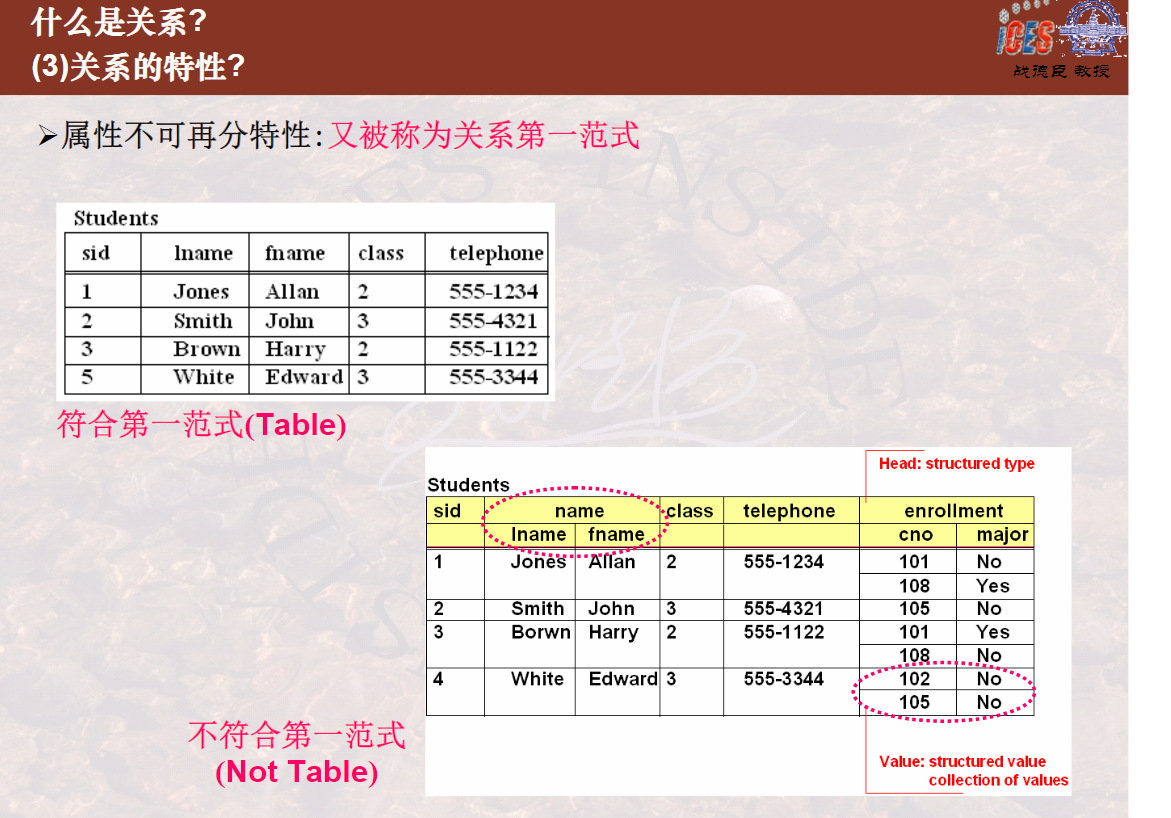 什么是关系?
(3)关系的特性?
iCES
战德臣 教授
➢属性不可再分特性:又被称为关系第一范式
Students
sid lname fname class telephone
1 Jones Allan 2 555-1234
2 Smith John 3 555-4321
3 Brown Harry 2 555-1122
5 White Edward 3 555-3344
符合第一范式(Table)
Head: structured type
Students
sid name class telephone enrollment
lname fname cno major
1 Jones Allan 2 555-1234 101 No
108 Yes
2 Smith John 3 555-4321 105 No
3 Borwn Harry 2 555-1122 101 Yes
108 No
4 White Edward 3 555-3344 102 No
105 No
不符合第一范式
(Not Table)
Value: structured value
collection of values